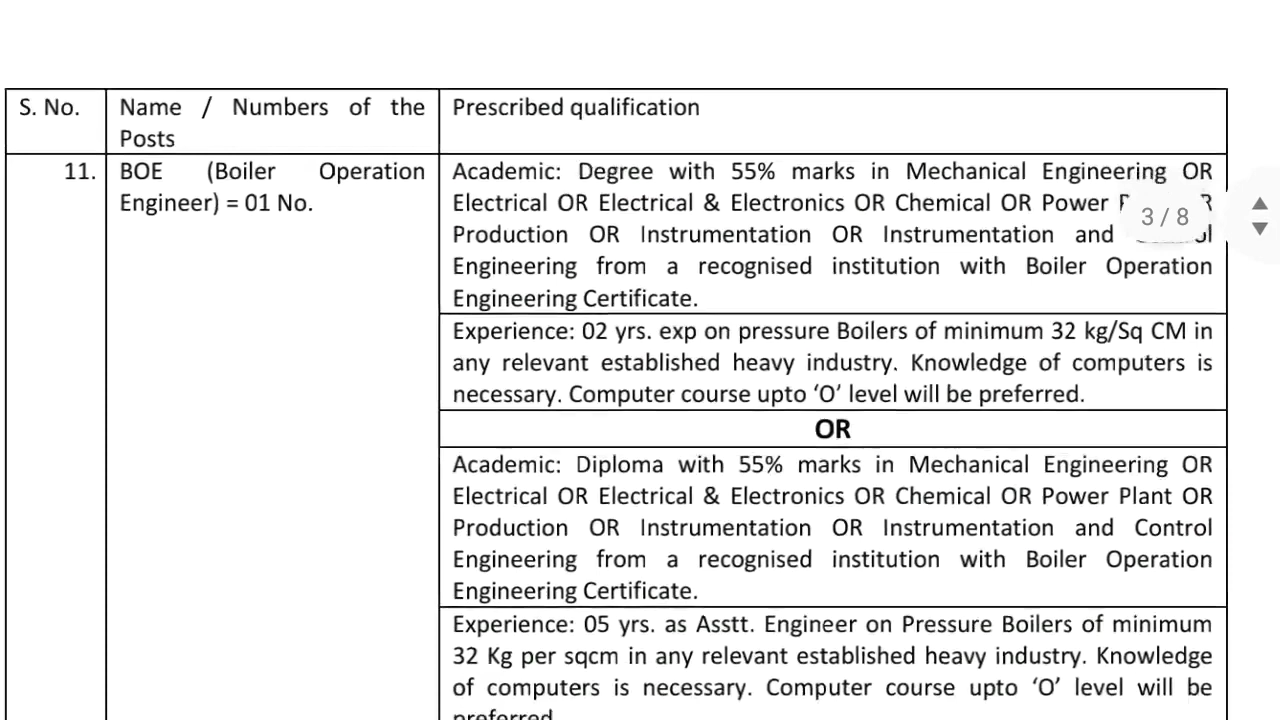 S. No.
Name / Numbers of the
Posts
Prescribed qualification
11.
BOE (Boiler Operation
Engineer) = 01 No.
Academic: Degree with 55% marks in Mechanical Engineering OR
Electrical OR Electrical & Electronics OR Chemical OR Power
Production OR Instrumentation OR Instrumentation and
Engineering from a recognised institution with Boiler Operation
Engineering Certificate.
3 / 8
Experience: 02 yrs. exp on pressure Boilers of minimum 32 kg/Sq CM in
any relevant established heavy industry. Knowledge of computers is
necessary. Computer course upto ‘O’ level will be preferred.
OR
Academic: Diploma with 55% marks in Mechanical Engineering OR
Electrical OR Electrical & Electronics OR Chemical OR Power Plant OR
Production OR Instrumentation OR Instrumentation and Control
Engineering from a recognised institution with Boiler Operation
Engineering Certificate.
Experience: 05 yrs. as Asstt. Engineer on Pressure Boilers of minimum
32 Kg per sqcm in any relevant established heavy industry. Knowledge
of computers is necessary. Computer course upto ‘O’ level will be
preferred.